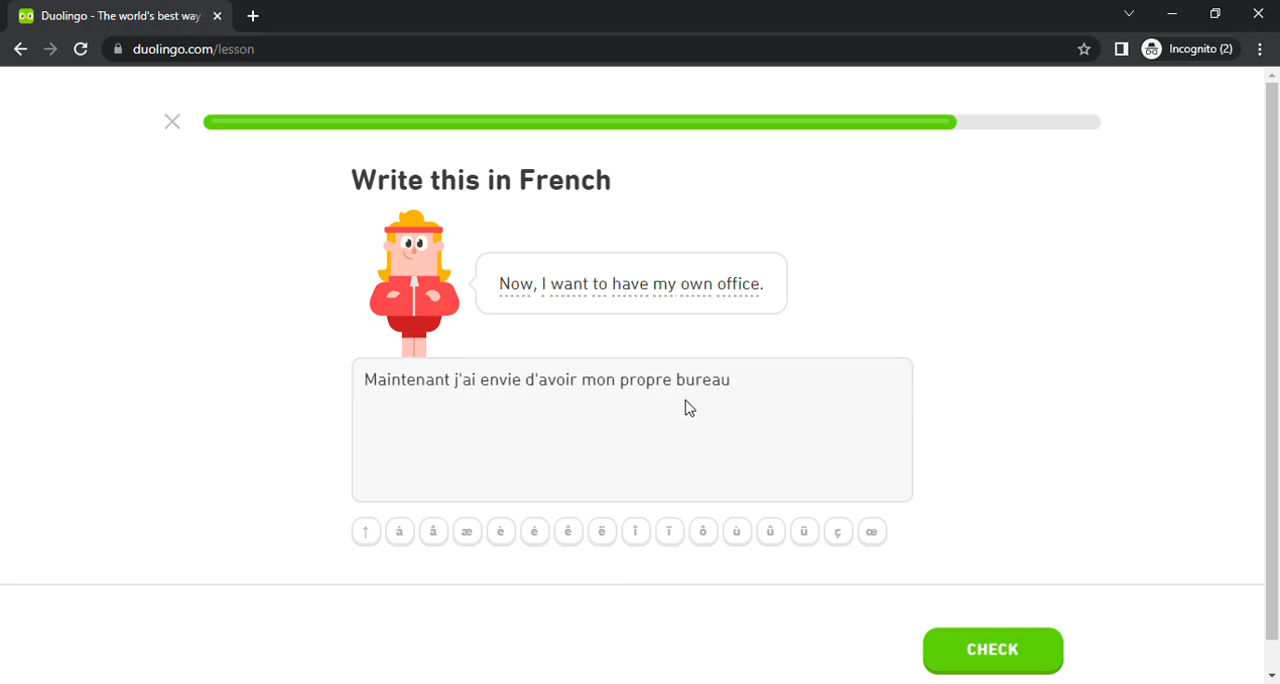 Duolingo - The world's best way
duolingo.com/lesson
Incognito (2)
Write this in French
Now, I want to have my own office.
Maintenant j'ai envie d'avoir mon propre bureau
↑ à â æ è é ê ë î ï ô ù û ü ç œ
CHECK